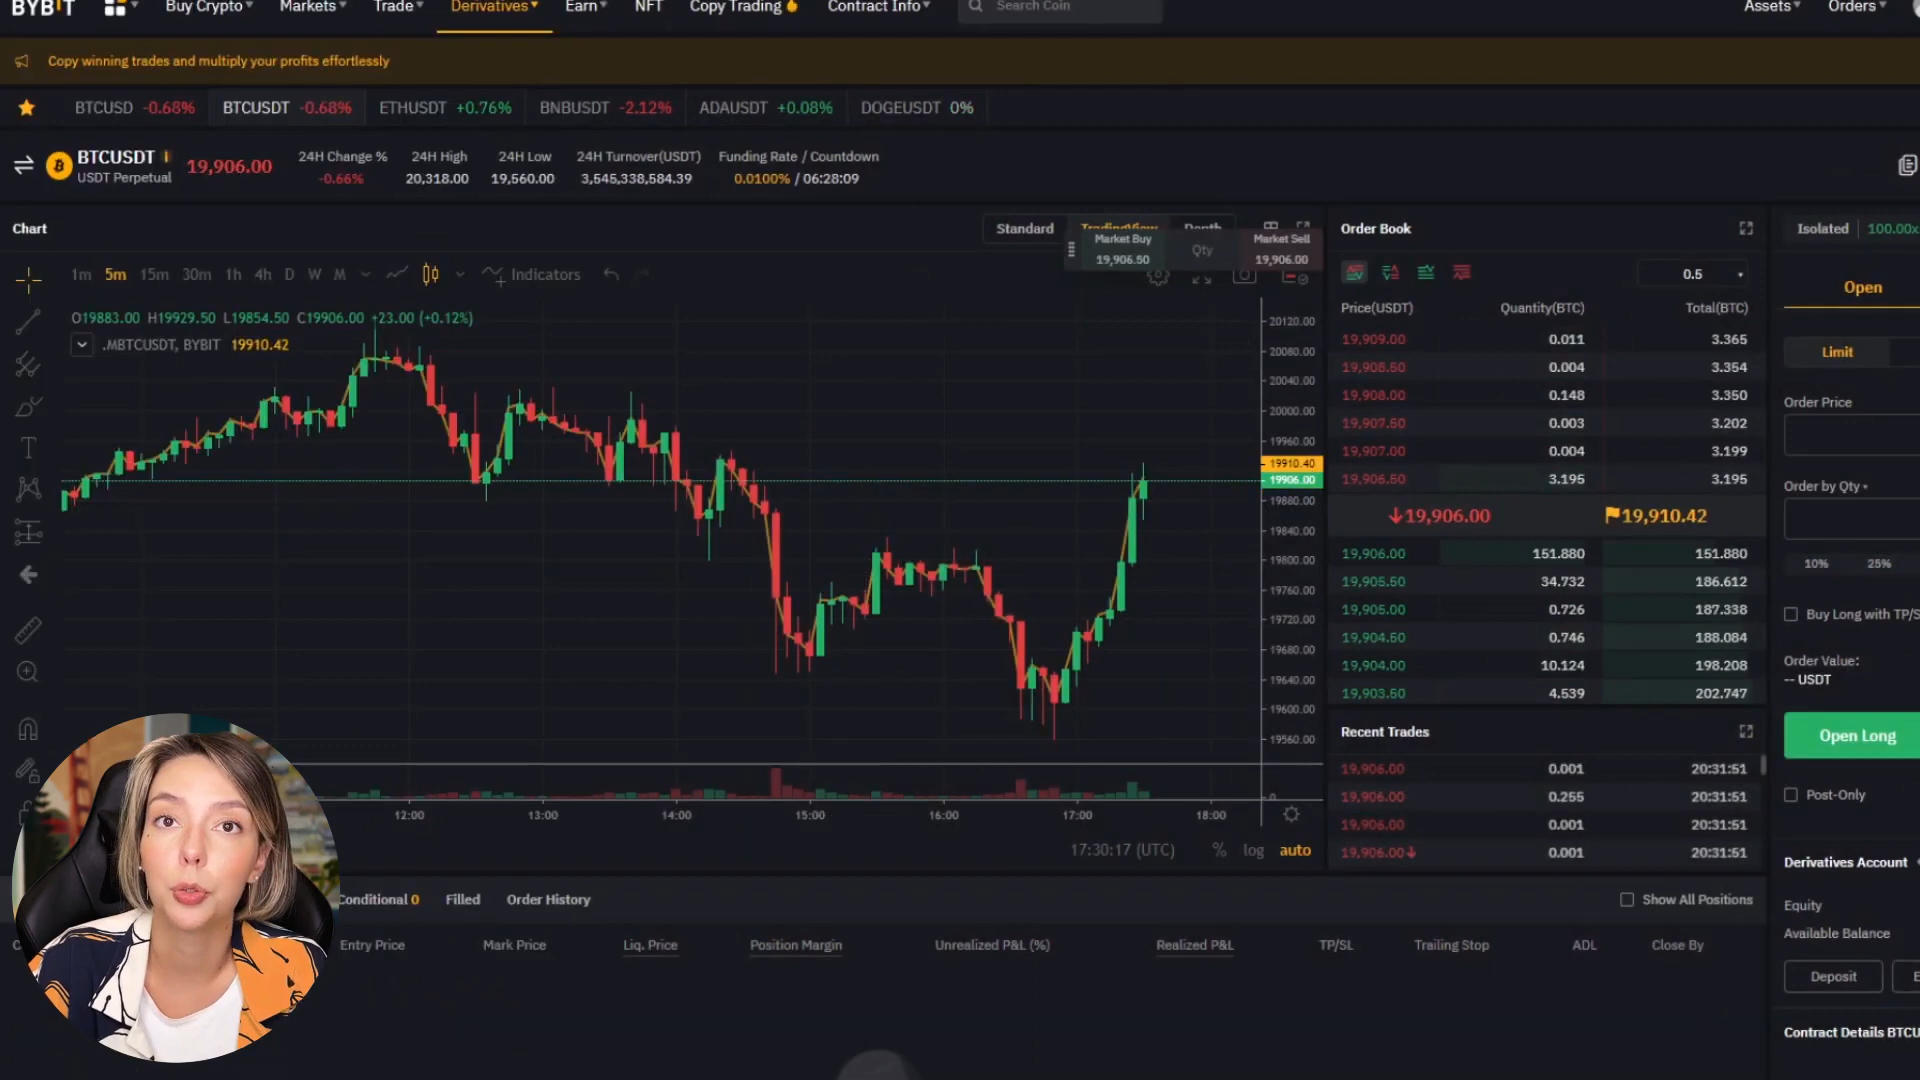 BYBIT Buy Crypto Markets Trade Derivatives Earn NFT Copy Trading Contract Info Search Coin Assets Orders
Copy winning trades and multiply your profits effortlessly
BTCUSD -0.68% BTCUSDT -0.68% ETHUSDT +0.76% BNBUSDT -2.12% ADAUSDT +0.08% DOGEUSDT 0%
BTCUSDT
USDT Perpetual
19,906.00
24H Change % 24H High 24H Low 24H Turnover(USDT) Funding Rate / Countdown
-0.66% 20,318.00 19,560.00 3,545,338,584.39 0.0100% / 06:28:09
Chart
Standard TradingView Depth
Market Buy Qty Market Sell
19,906.50 19,906.00
1m 5m 15m 30m 1h 4h D W M Indicators
O19883.00 H19929.50 L19854.50 C19906.00 +23.00 (+0.12%)
.MBTCUSDT, BYBIT 19910.42
20120.00
20080.00
20040.00
20000.00
19960.00
19910.40
19906.00
19880.00
19840.00
19800.00
19760.00
19720.00
19680.00
19640.00
19600.00
19560.00
0
12:00 13:00 14:00 15:00 16:00 17:00 18:00
17:30:17 (UTC) % log auto
Order Book
0.5
Price(USDT) Quantity(BTC) Total(BTC)
19,909.00 0.011 3.365
19,908.50 0.004 3.354
19,908.00 0.148 3.350
19,907.50 0.003 3.202
19,907.00 0.004 3.199
19,906.50 3.195 3.195
19,906.00 19,910.42
19,906.00 151.880 151.880
19,905.50 34.732 186.612
19,905.00 0.726 187.338
19,904.50 0.746 188.084
19,904.00 10.124 198.208
19,903.50 4.539 202.747
Recent Trades
19,906.00 0.001 20:31:51
19,906.00 0.255 20:31:51
19,906.00 0.001 20:31:51
19,906.00 0.001 20:31:51
Isolated 100.00x
Open
Limit
Order Price
Order by Qty
10% 25%
Buy Long with TP/S
Order Value:
-- USDT
Open Long
Post-Only
Derivatives Account
Equity
Available Balance
Deposit
Contract Details BTCU
Conditional 0 Filled Order History Show All Positions
Entry Price Mark Price Liq. Price Position Margin Unrealized P&L (%) Realized P&L TP/SL Trailing Stop ADL Close By